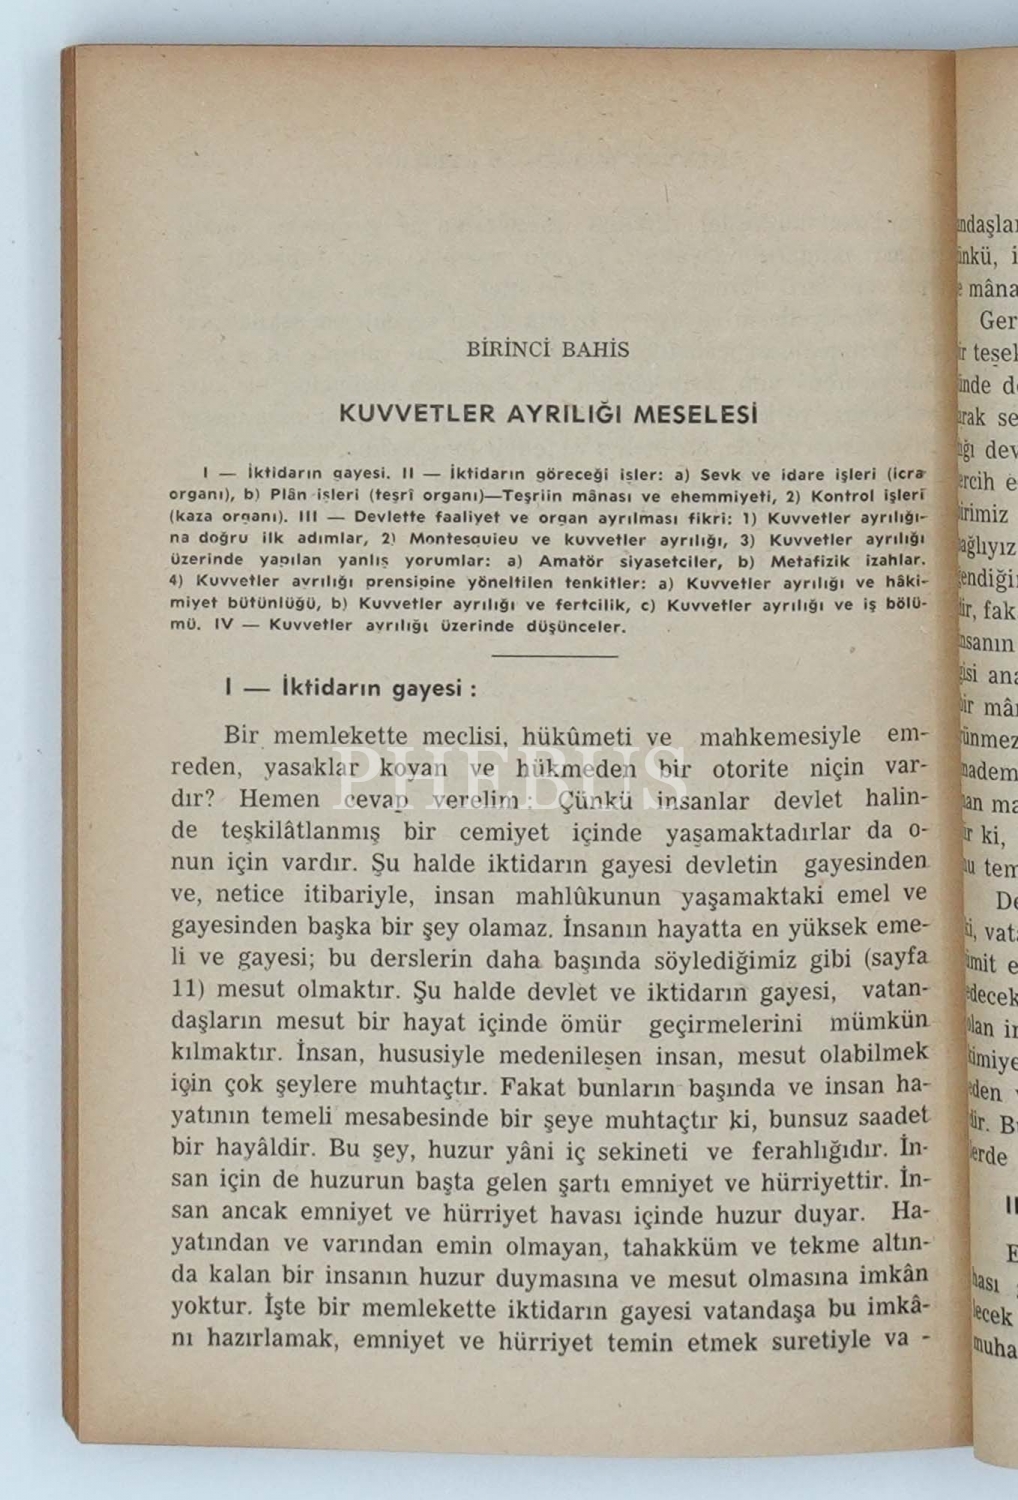 BİRİNCİ BAHİS
KUVVETLER AYRILIĞI MESELESİ
I — İktidarın gayesi. II — İktidarın göreceği işler: a) Sevk ve idare işleri (icra
organı), b) Plân işleri (teşrî organı)—Teşriin mânası ve ehemmiyeti, 2) Kontrol işleri
(kaza organı). III — Devlette faaliyet ve organ ayrılması fikri: 1) Kuvvetler ayrılığı-
na doğru ilk adımlar, 2) Montesquieu ve kuvvetler ayrılığı, 3) Kuvvetler ayrılığı
üzerinde yapılan yanlış yorumlar: a) Amatör siyasetciler, b) Metafizik izahlar.
4) Kuvvetler ayrılığı prensipine yöneltilen tenkitler: a) Kuvvetler ayrılığı ve hâki-
miyet bütünlüğü, b) Kuvvetler ayrılığı ve fertcilik, c) Kuvvetler ayrılığı ve iş bölü-
mü. IV — Kuvvetler ayrılığı üzerinde düşünceler.
I — İktidarın gayesi :
Bir memlekette meclisi, hükûmeti ve mahkemesiyle em-
reden, yasaklar koyan ve hükmeden bir otorite niçin var-
dır? Hemen cevap verelim : Çünkü insanlar devlet halin-
de teşkilâtlanmış bir cemiyet içinde yaşamaktadırlar da o-
nun için vardır. Şu halde iktidarın gayesi devletin gayesinden
ve, netice itibariyle, insan mahlûkunun yaşamaktaki emel ve
gayesinden başka bir şey olamaz. İnsanın hayatta en yüksek eme-
li ve gayesi; bu derslerin daha başında söylediğimiz gibi (sayfa
11) mesut olmaktır. Şu halde devlet ve iktidarın gayesi, vatan-
daşların mesut bir hayat içinde ömür geçirmelerini mümkün
kılmaktır. İnsan, hususiyle medenileşen insan, mesut olabilmek
için çok şeylere muhtaçtır. Fakat bunların başında ve insan ha-
yatının temeli mesabesinde bir şeye muhtaçtır ki, bunsuz saadet
bir hayâldir. Bu şey, huzur yâni iç sekineti ve ferahlığıdır. İn-
san için de huzurun başta gelen şartı emniyet ve hürriyettir. İn-
san ancak emniyet ve hürriyet havası içinde huzur duyar. Ha-
yatından ve varından emin olmayan, tahakküm ve tekme altın-
da kalan bir insanın huzur duymasına ve mesut olmasına imkân
yoktur. İşte bir memlekette iktidarın gayesi vatandaşa bu imkâ-
nı hazırlamak, emniyet ve hürriyet temin etmek suretiyle va -
PHEBUS